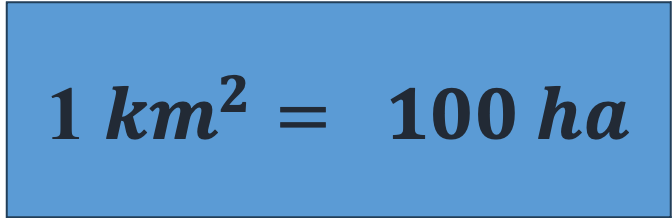 1 km² = 100 ha